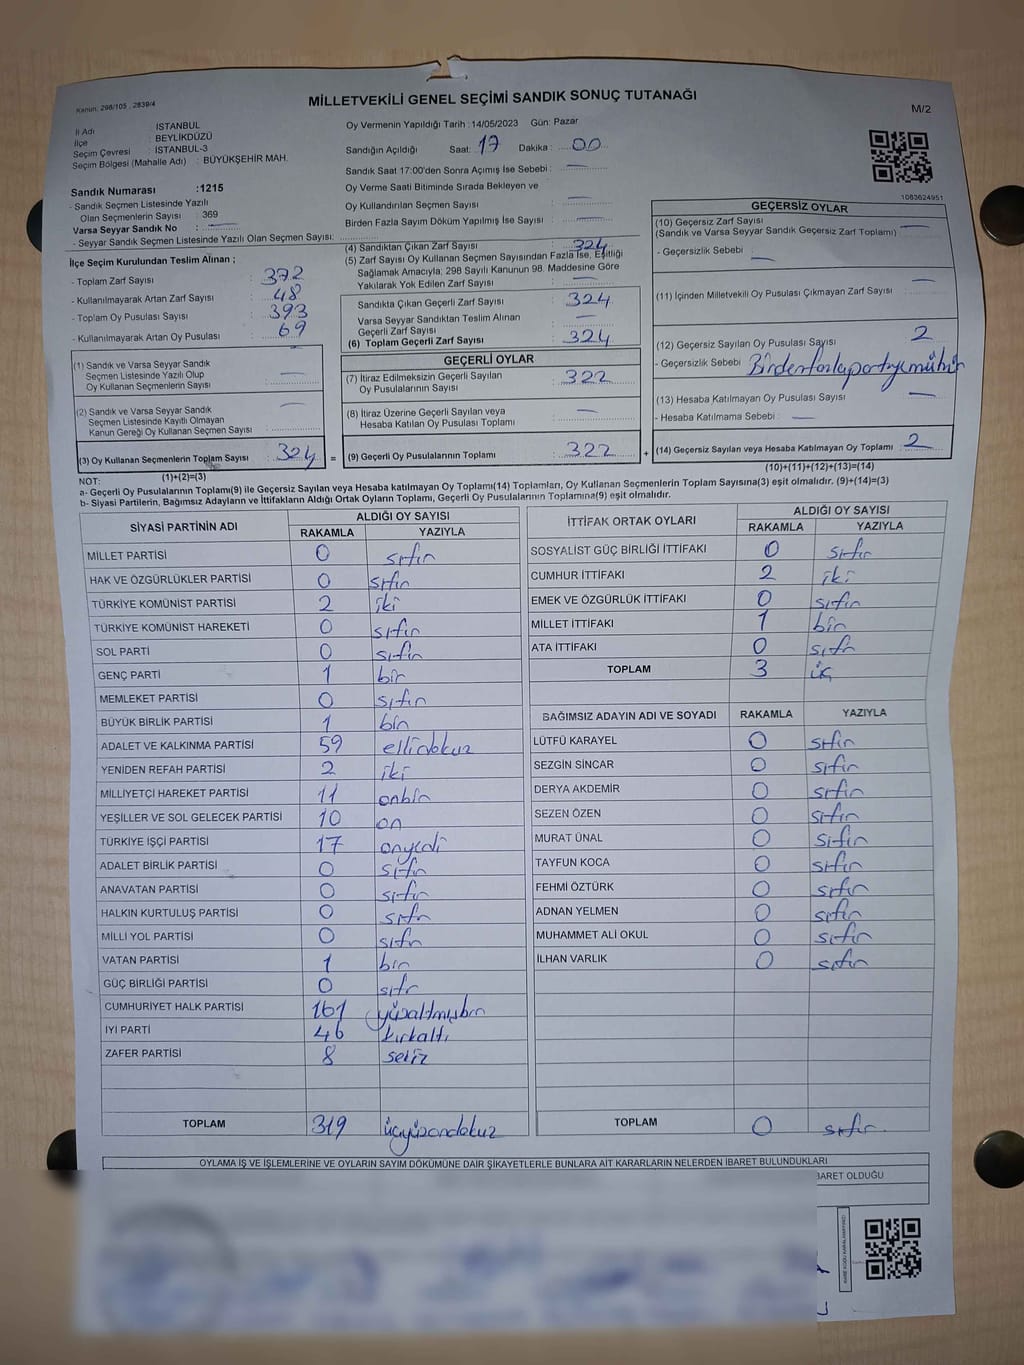 Kanun. 298/105 , 2839/4
MİLLETVEKİLİ GENEL SEÇİMİ SANDIK SONUÇ TUTANAĞI
M/2
İl Adı : İSTANBUL
İlçe : BEYLİKDÜZÜ
Seçim Çevresi : İSTANBUL-3
Seçim Bölgesi (Mahalle Adı) : BÜYÜKŞEHİR MAH.
Oy Vermenin Yapıldığı Tarih : 14/05/2023 Gün: Pazar
Sandığın Açıldığı Saat: 17 Dakika : 00
Sandık Saat 17:00'den Sonra Açımış İse Sebebi : —
Oy Verme Saati Bitiminde Sırada Bekleyen ve
Oy Kullandırılan Seçmen Sayısı : —
Birden Fazla Sayım Döküm Yapılmış İse Sayısı : —
1083624951
Sandık Numarası :1215
- Sandık Seçmen Listesinde Yazılı
Olan Seçmenlerin Sayısı : 369
Varsa Seyyar Sandık No : —
- Seyyar Sandık Seçmen Listesinde Yazılı Olan Seçmen Sayısı:
İlçe Seçim Kurulundan Teslim Alınan ;
- Toplam Zarf Sayısı : 372
- Kullanılmayarak Artan Zarf Sayısı : 48
- Toplam Oy Pusulası Sayısı : 393
- Kullanılmayarak Artan Oy Pusulası : 69
(1) Sandık ve Varsa Seyyar Sandık
Seçmen Listesinde Yazılı Olup
Oy Kullanan Seçmenlerin Sayısı : —
(2) Sandık ve Varsa Seyyar Sandık
Seçmen Listesinde Kayıtlı Olmayan
Kanun Gereği Oy Kullanan Seçmen Sayısı : —
(3) Oy Kullanan Seçmenlerin Toplam Sayısı : 324 =
(1)+(2)=(3)
(4) Sandıktan Çıkan Zarf Sayısı : 324
(5) Zarf Sayısı Oy Kullanan Seçmen Sayısından Fazla İse, Eşitliği
Sağlamak Amacıyla; 298 Sayılı Kanunun 98. Maddesine Göre
Yakılarak Yok Edilen Zarf Sayısı : —
Sandıkta Çıkan Geçerli Zarf Sayısı : 324
Varsa Seyyar Sandıktan Teslim Alınan
Geçerli Zarf Sayısı : —
(6) Toplam Geçerli Zarf Sayısı : 324
GEÇERLİ OYLAR
(7) İtiraz Edilmeksizin Geçerli Sayılan
Oy Pusulalarının Sayısı : 322
(8) İtiraz Üzerine Geçerli Sayılan veya
Hesaba Katılan Oy Pusulası Toplamı : —
(9) Geçerli Oy Pusulalarının Toplamı : 322 +
GEÇERSİZ OYLAR
(10) Geçersiz Zarf Sayısı : —
(Sandık ve Varsa Seyyar Sandık Geçersiz Zarf Toplamı)
- Geçersizlik Sebebi : —
(11) İçinden Milletvekili Oy Pusulası Çıkmayan Zarf Sayısı : —
(12) Geçersiz Sayılan Oy Pusulası Sayısı : 2
- Geçersizlik Sebebi : Birden fazla partiye mühür
(13) Hesaba Katılmayan Oy Pusulası Sayısı : —
- Hesaba Katılmama Sebebi : —
(14) Geçersiz Sayılan veya Hesaba Katılmayan Oy Pusulası Toplamı : 2
(10)+(11)+(12)+(13)=(14)
NOT:
a- Geçerli Oy Pusulalarının Toplamı(9) ile Geçersiz Sayılan veya Hesaba katılmayan Oy Toplamı(14) Toplamları, Oy Kullanan Seçmenlerin Toplam Sayısına(3) eşit olmalıdır. (9)+(14)=(3)
b- Siyasi Partilerin, Bağımsız Adayların ve İttifakların Aldığı Ortak Oyların Toplamı, Geçerli Oy Pusulalarının Toplamına(9) eşit olmalıdır.
SİYASİ PARTİNİN ADI ALDIĞI OY SAYISI
RAKAMLA YAZIYLA
MİLLET PARTİSİ 0 sıfır
HAK VE ÖZGÜRLÜKLER PARTİSİ 0 sıfır
TÜRKİYE KOMÜNİST PARTİSİ 2 iki
TÜRKİYE KOMÜNİST HAREKETİ 0 sıfır
SOL PARTİ 0 sıfır
GENÇ PARTİ 1 bir
MEMLEKET PARTİSİ 0 sıfır
BÜYÜK BİRLİK PARTİSİ 1 bir
ADALET VE KALKINMA PARTİSİ 59 ellidokuz
YENİDEN REFAH PARTİSİ 2 iki
MİLLİYETÇİ HAREKET PARTİSİ 11 onbir
YEŞİLLER VE SOL GELECEK PARTİSİ 10 on
TÜRKİYE İŞÇİ PARTİSİ 17 onyedi
ADALET BİRLİK PARTİSİ 0 sıfır
ANAVATAN PARTİSİ 0 sıfır
HALKIN KURTULUŞ PARTİSİ 0 sıfır
MİLLİ YOL PARTİSİ 0 sıfır
VATAN PARTİSİ 1 bir
GÜÇ BİRLİĞİ PARTİSİ 0 sıfır
CUMHURİYET HALK PARTİSİ 161 yüzaltmışbir
İYİ PARTİ 46 kırkaltı
ZAFER PARTİSİ 8 sekiz
TOPLAM 319 üçyüzondokuz
İTTİFAK ORTAK OYLARI ALDIĞI OY SAYISI
RAKAMLA YAZIYLA
SOSYALİST GÜÇ BİRLİĞİ İTTİFAKI 0 sıfır
CUMHUR İTTİFAKI 2 iki
EMEK VE ÖZGÜRLÜK İTTİFAKI 0 sıfır
MİLLET İTTİFAKI 1 bir
ATA İTTİFAKI 0 sıfır
TOPLAM 3 üç
BAĞIMSIZ ADAYIN ADI VE SOYADI RAKAMLA YAZIYLA
LÜTFÜ KARAYEL 0 sıfır
SEZGİN SİNCAR 0 sıfır
DERYA AKDEMİR 0 sıfır
SEZEN ÖZEN 0 sıfır
MURAT ÜNAL 0 sıfır
TAYFUN KOCA 0 sıfır
FEHMİ ÖZTÜRK 0 sıfır
ADNAN YELMEN 0 sıfır
MUHAMMET ALİ OKUL 0 sıfır
İLHAN VARLIK 0 sıfır
TOPLAM 0 sıfır
OYLAMA İŞ VE İŞLEMLERİNE VE OYLARIN SAYIM DÖKÜMÜNE DAİR ŞİKAYETLERLE BUNLARA AİT KARARLARIN NELERDEN İBARET BULUNDUKLARI
BARET OLDUĞU